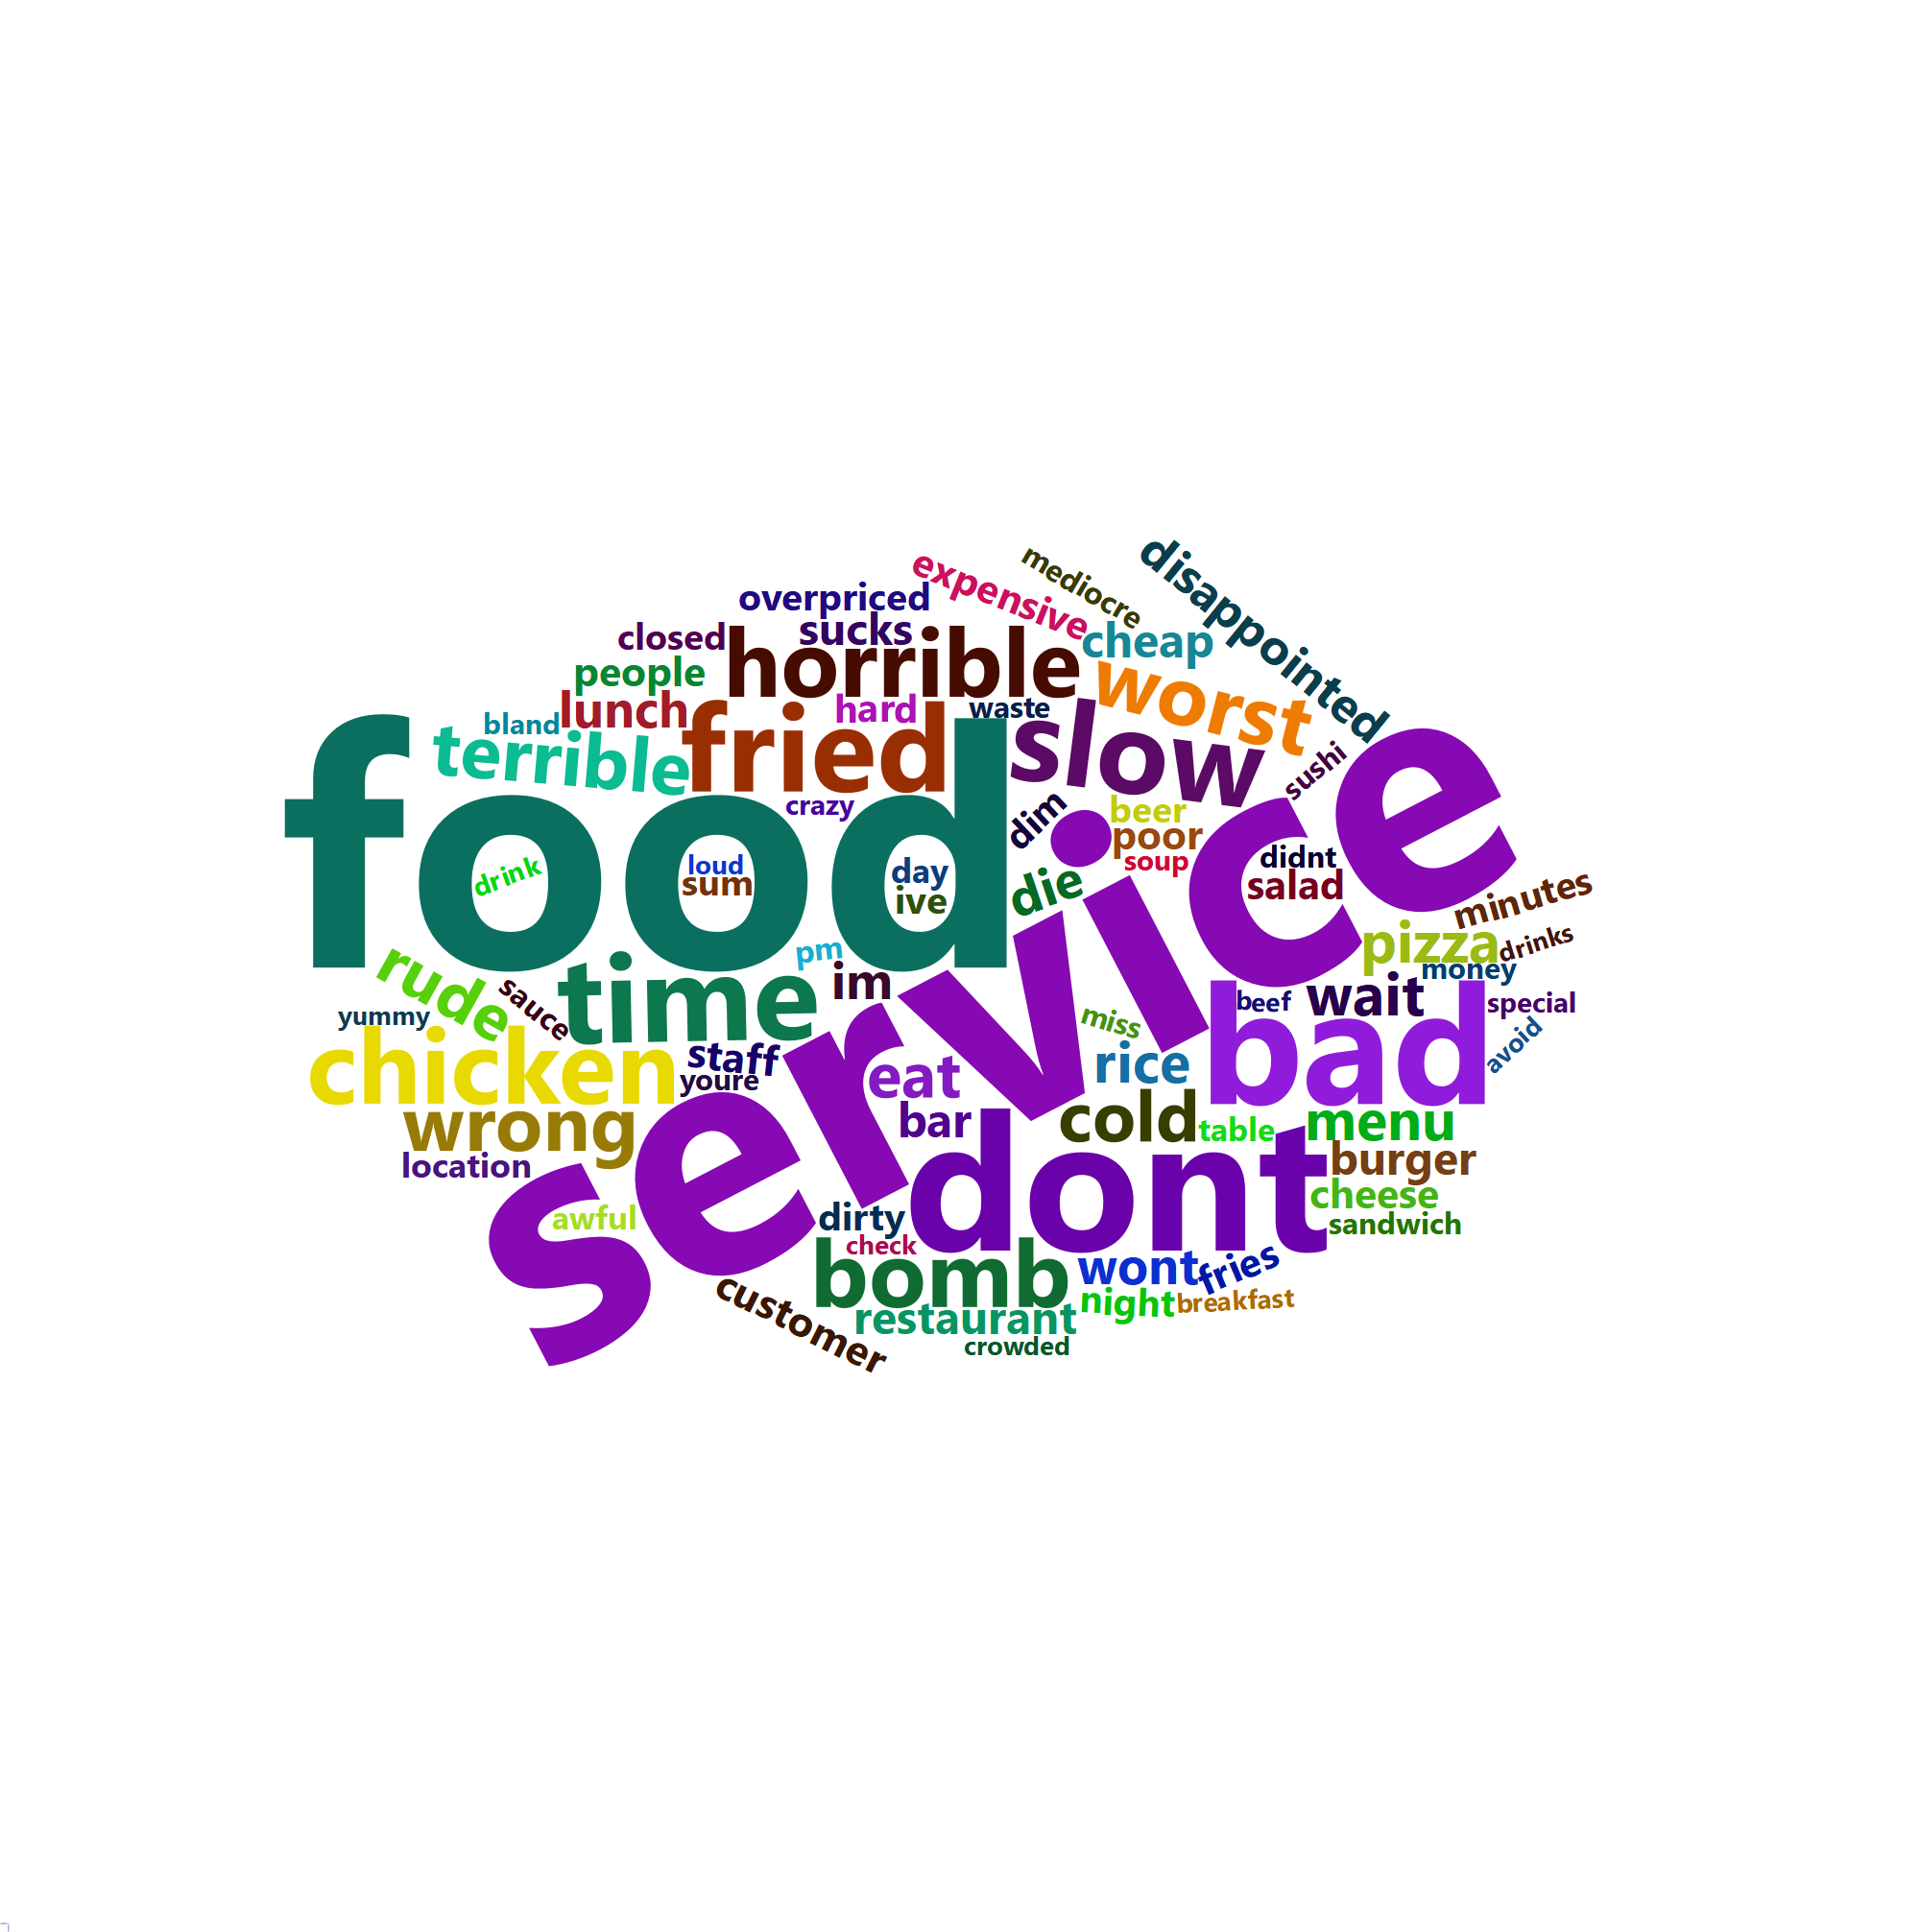 disappointed
mediocre
expensive
overpriced
sucks
closed
cheap
horrible
people
worst
lunch
hard
waste
bland
terrible
fried
slow
sushi
food
crazy
dim
beer
poor
soup
service
drink
loud
sum
day
ive
die
didnt
salad
minutes
pizza
drinks
money
rude
sauce
time
pm
im
wait
beef
special
yummy
miss
bad
avoid
chicken
staff
youre
eat
rice
wrong
bar
cold
table
menu
location
dont
burger
cheese
sandwich
awful
dirty
check
bomb
wont
fries
night
breakfast
customer
restaurant
crowded